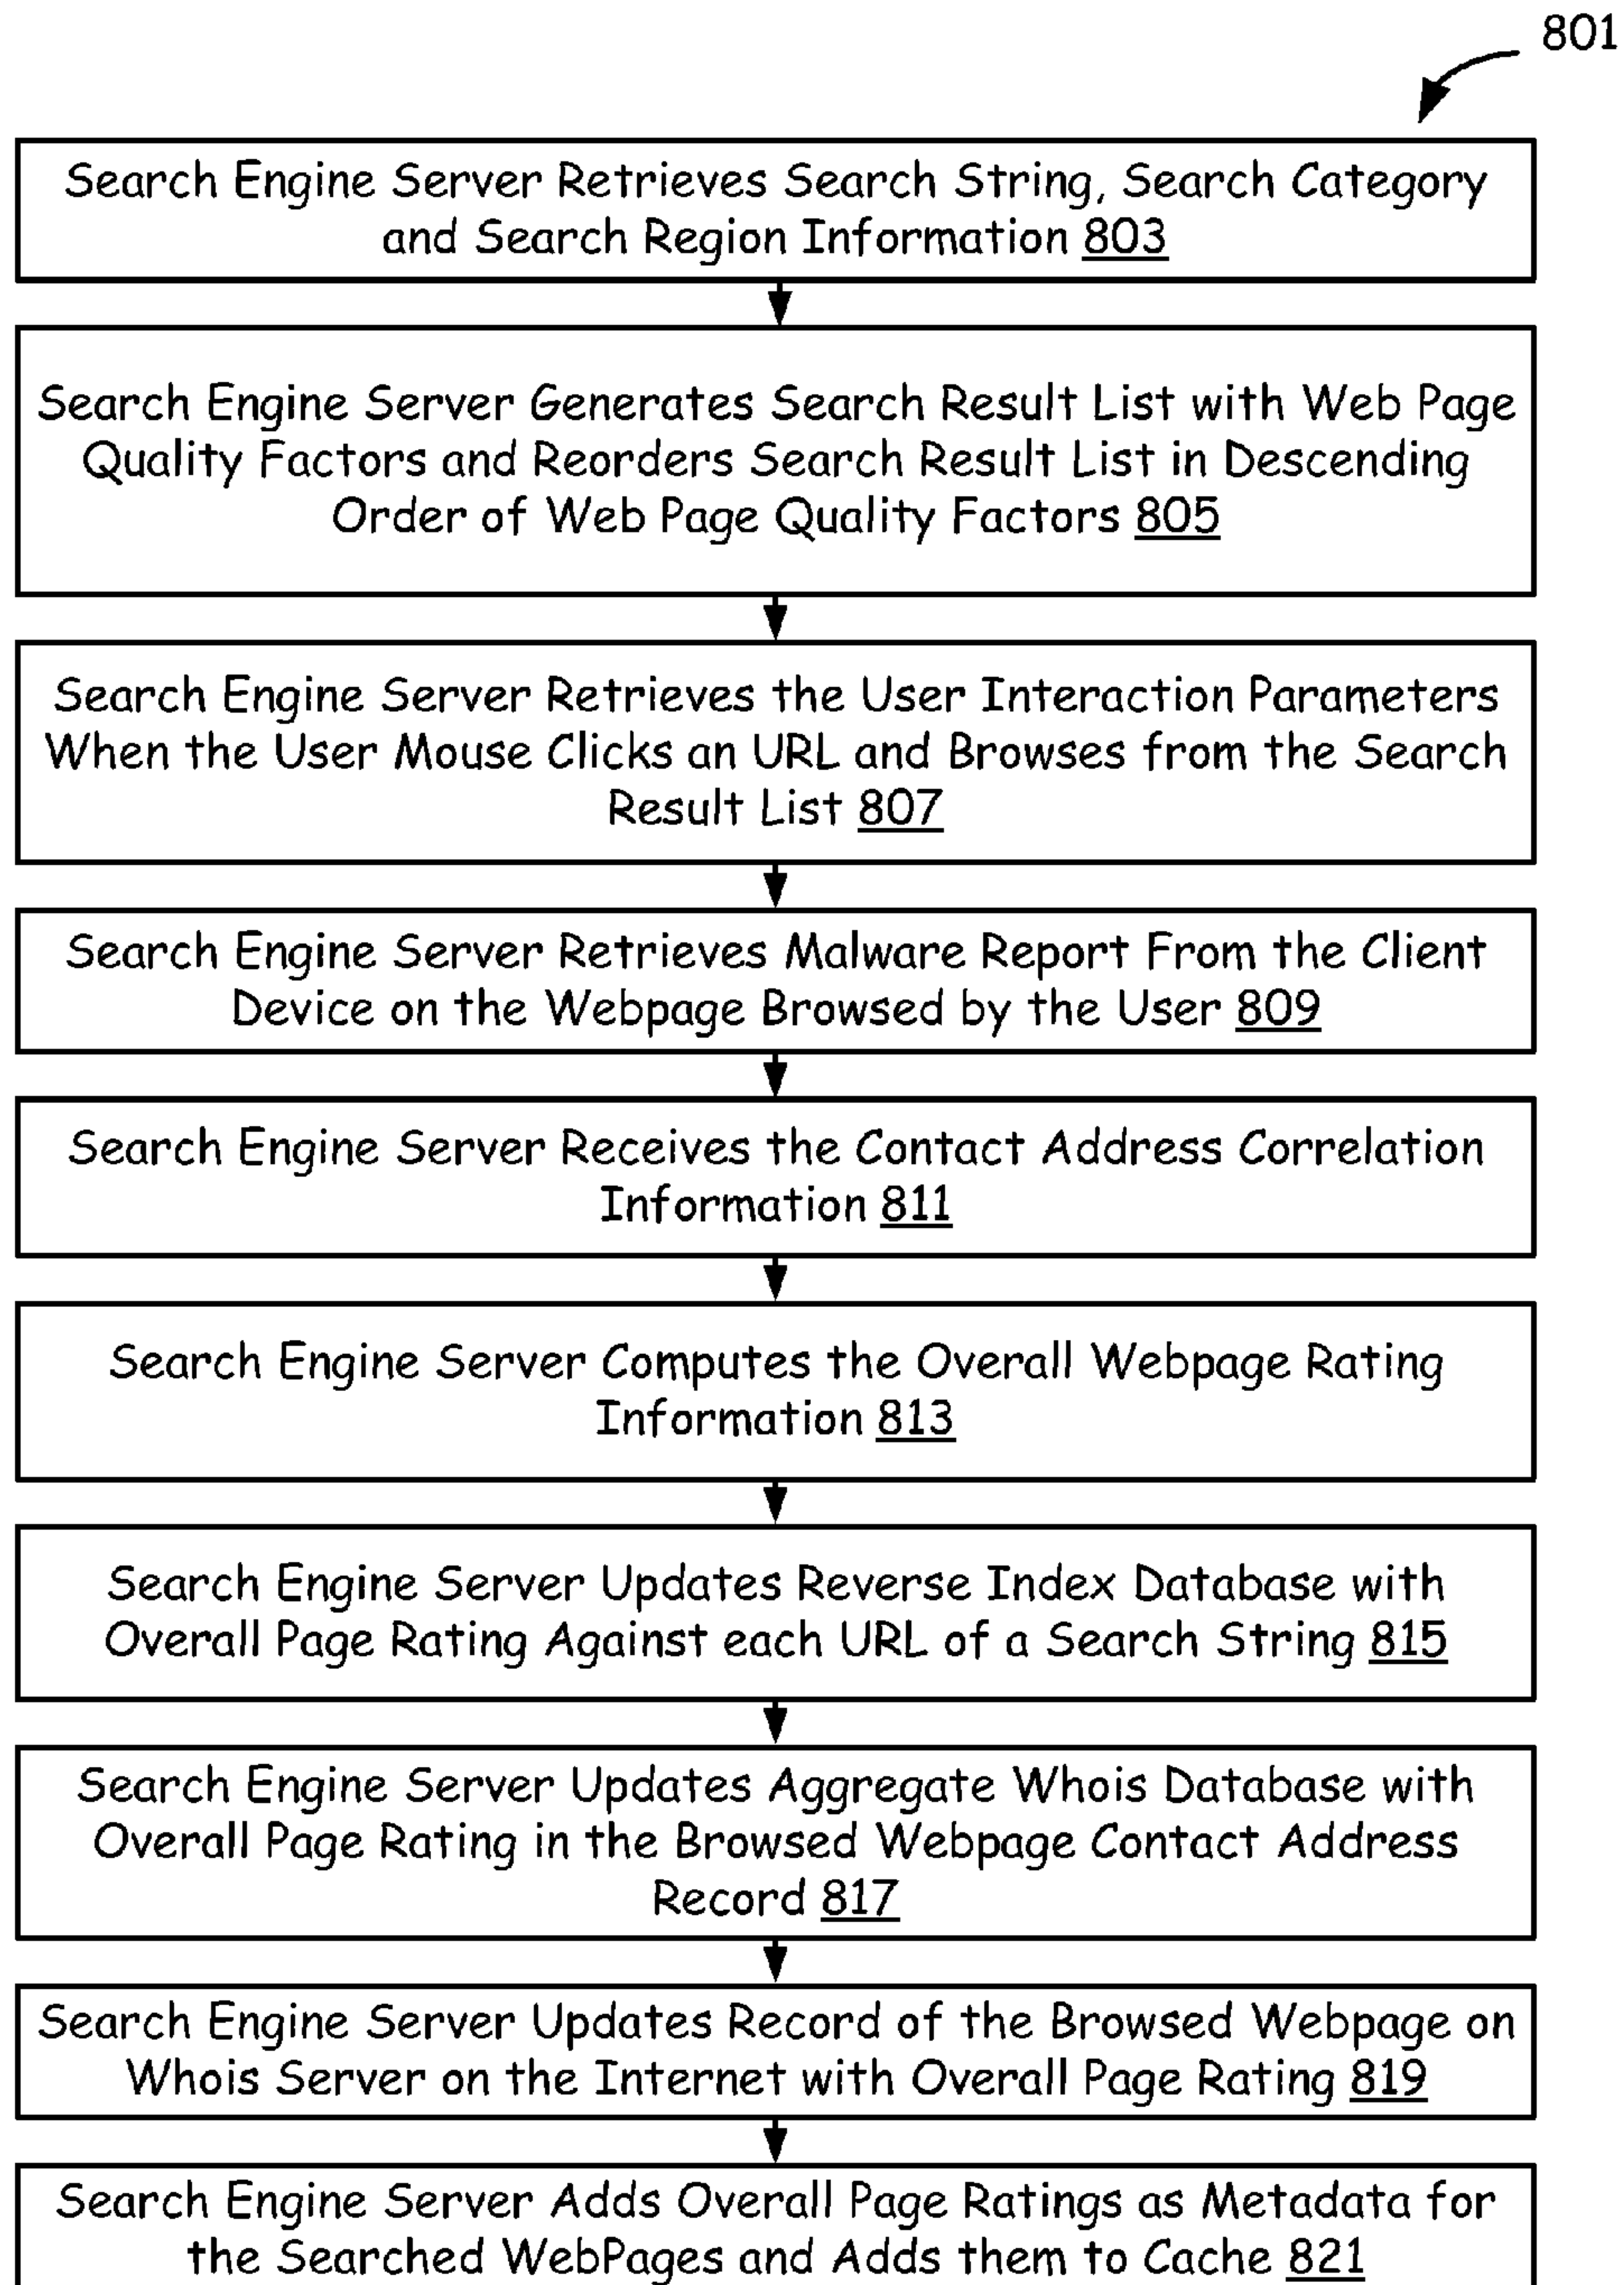 801
Search Engine Server Retrieves Search String, Search Category
and Search Region Information 803
Search Engine Server Generates Search Result List with Web Page
Quality Factors and Reorders Search Result List in Descending
Order of Web Page Quality Factors 805
Search Engine Server Retrieves the User Interaction Parameters
When the User Mouse Clicks an URL and Browses from the Search
Result List 807
Search Engine Server Retrieves Malware Report From the Client
Device on the Webpage Browsed by the User 809
Search Engine Server Receives the Contact Address Correlation
Information 811
Search Engine Server Computes the Overall Webpage Rating
Information 813
Search Engine Server Updates Reverse Index Database with
Overall Page Rating Against each URL of a Search String 815
Search Engine Server Updates Aggregate Whois Database with
Overall Page Rating in the Browsed Webpage Contact Address
Record 817
Search Engine Server Updates Record of the Browsed Webpage on
Whois Server on the Internet with Overall Page Rating 819
Search Engine Server Adds Overall Page Ratings as Metadata for
the Searched WebPages and Adds them to Cache 821